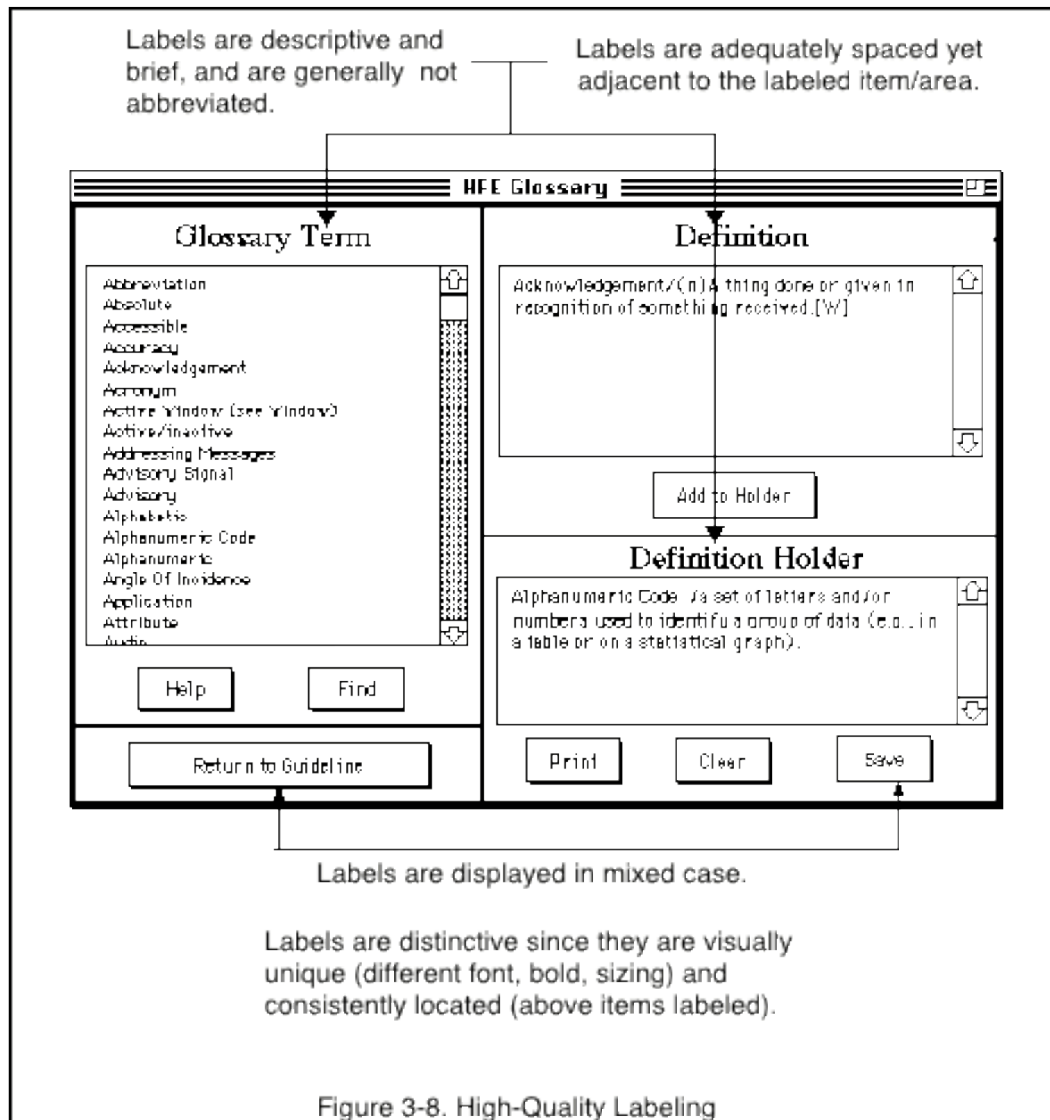 Labels are descriptive and
brief, and are generally not
abbreviated.
Labels are adequately spaced yet
adjacent to the labeled item/area.
HFE Glossary
Glossary Term
Abbreviation
Absolute
Accessible
Accuracy
Acknowledgement
Acronym
Active Window (see Window)
Active/inactive
Addressing Messages
Advisory Signal
Advisory
Alphabetic
Alphanumeric Code
Alphanumeric
Angle Of Incidence
Application
Attribute
Audio
Help
Find
Return to Guideline
Definition
Acknowledgement/(n)A thing done or given in
recognition of something received.[W]
Add to Holder
Definition Holder
Alphanumeric Code /a set of letters and/or
numbers used to identify a group of data (e.g., in
a table or on a statistical graph).
Print
Clear
Save
Labels are displayed in mixed case.
Labels are distinctive since they are visually
unique (different font, bold, sizing) and
consistently located (above items labeled).
Figure 3-8. High-Quality Labeling